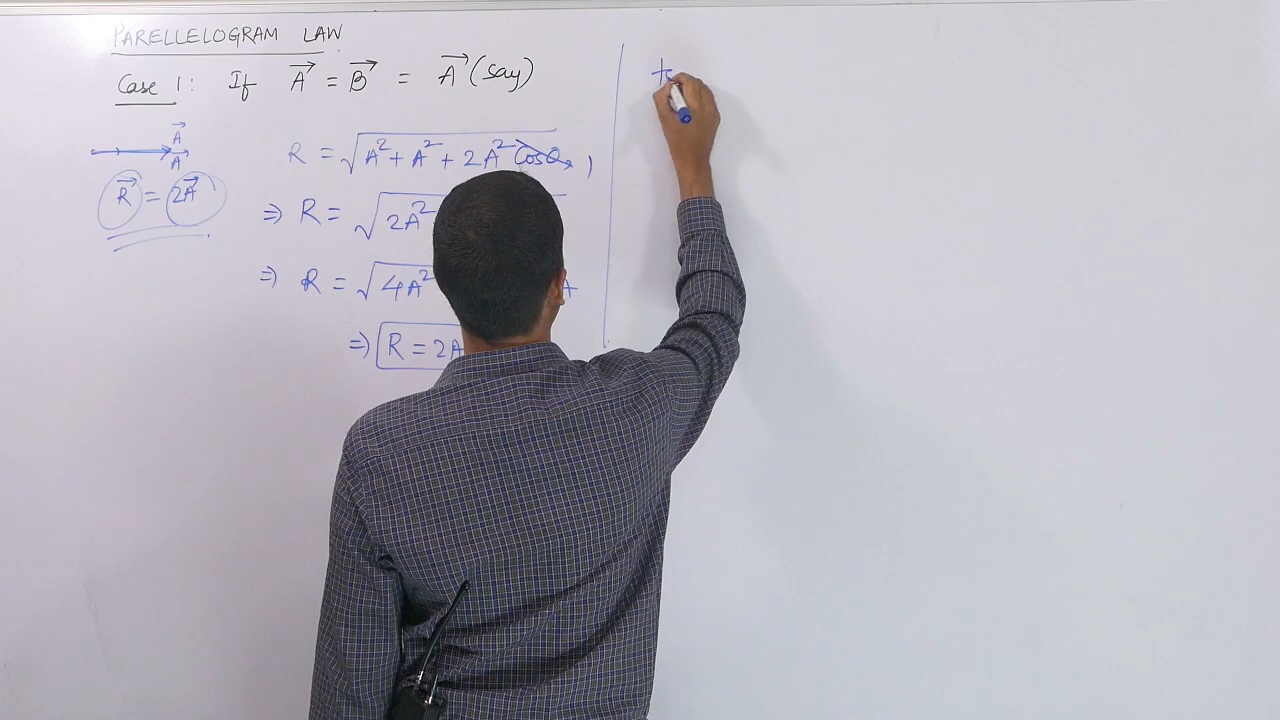 PARELLELOGRAM LAW
Case 1: If A⃗ = B⃗ = A⃗ (say)
A⃗
A
R⃗ = 2A⃗
R = √A² + A² + 2A² Cosθ,
⇒ R = √2A²
⇒ R = √4A² A
⇒ R = 2A